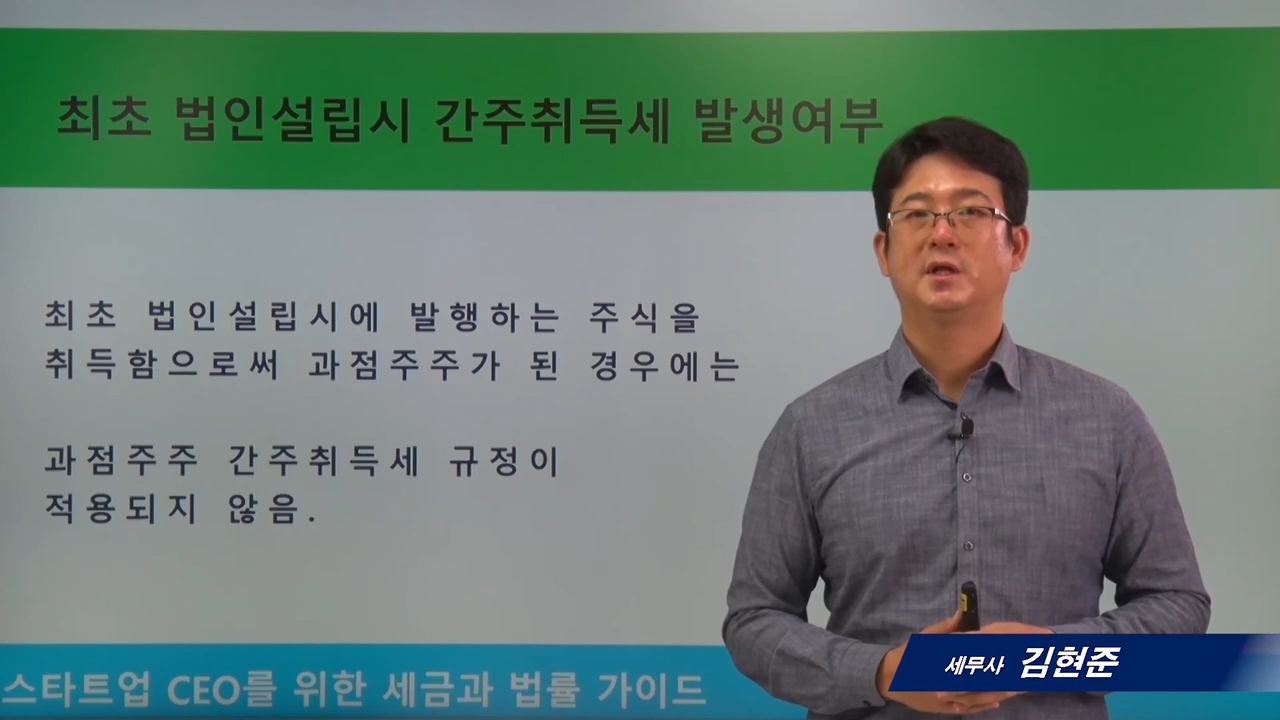 최초 법인설립시 간주취득세 발생여부
최초 법인설립시에 발행하는 주식을
취득함으로써 과점주주가 된 경우에는
과점주주 간주취득세 규정이
적용되지 않음.
스타트업 CEO를 위한 세금과 법률 가이드
세무사 김현준